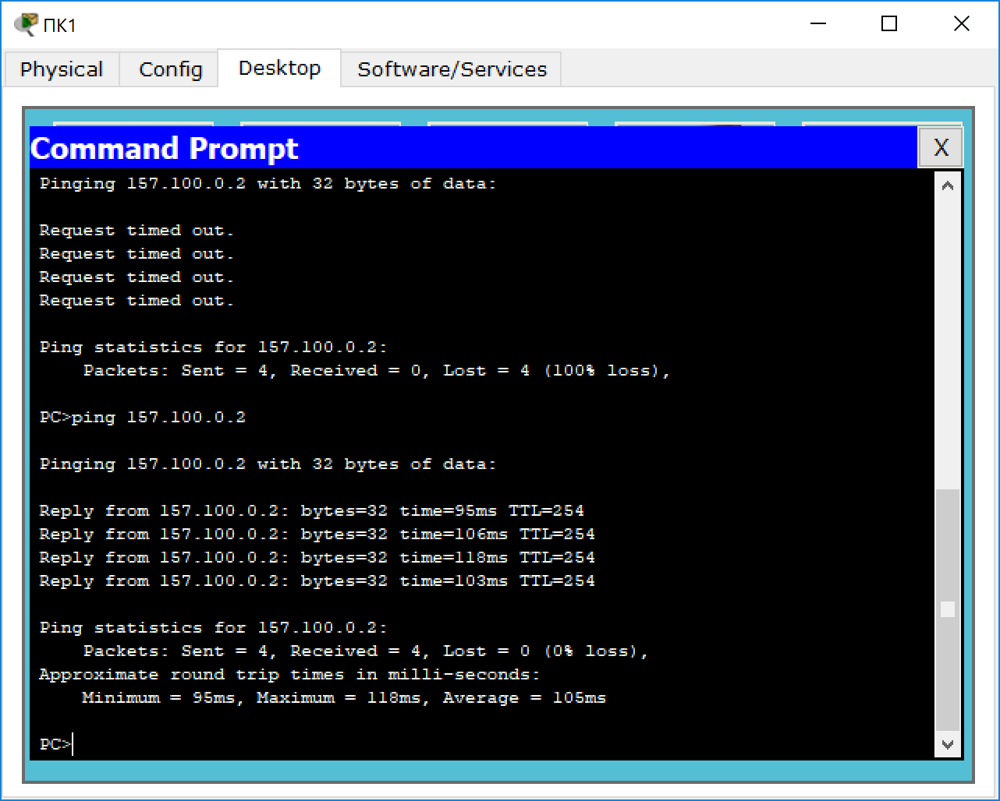 ПК1
Physical Config Desktop Software/Services
Command Prompt X
Pinging 157.100.0.2 with 32 bytes of data:
Request timed out.
Request timed out.
Request timed out.
Request timed out.
Ping statistics for 157.100.0.2:
Packets: Sent = 4, Received = 0, Lost = 4 (100% loss),
PC>ping 157.100.0.2
Pinging 157.100.0.2 with 32 bytes of data:
Reply from 157.100.0.2: bytes=32 time=95ms TTL=254
Reply from 157.100.0.2: bytes=32 time=106ms TTL=254
Reply from 157.100.0.2: bytes=32 time=118ms TTL=254
Reply from 157.100.0.2: bytes=32 time=103ms TTL=254
Ping statistics for 157.100.0.2:
Packets: Sent = 4, Received = 4, Lost = 0 (0% loss),
Approximate round trip times in milli-seconds:
Minimum = 95ms, Maximum = 118ms, Average = 105ms
PC>